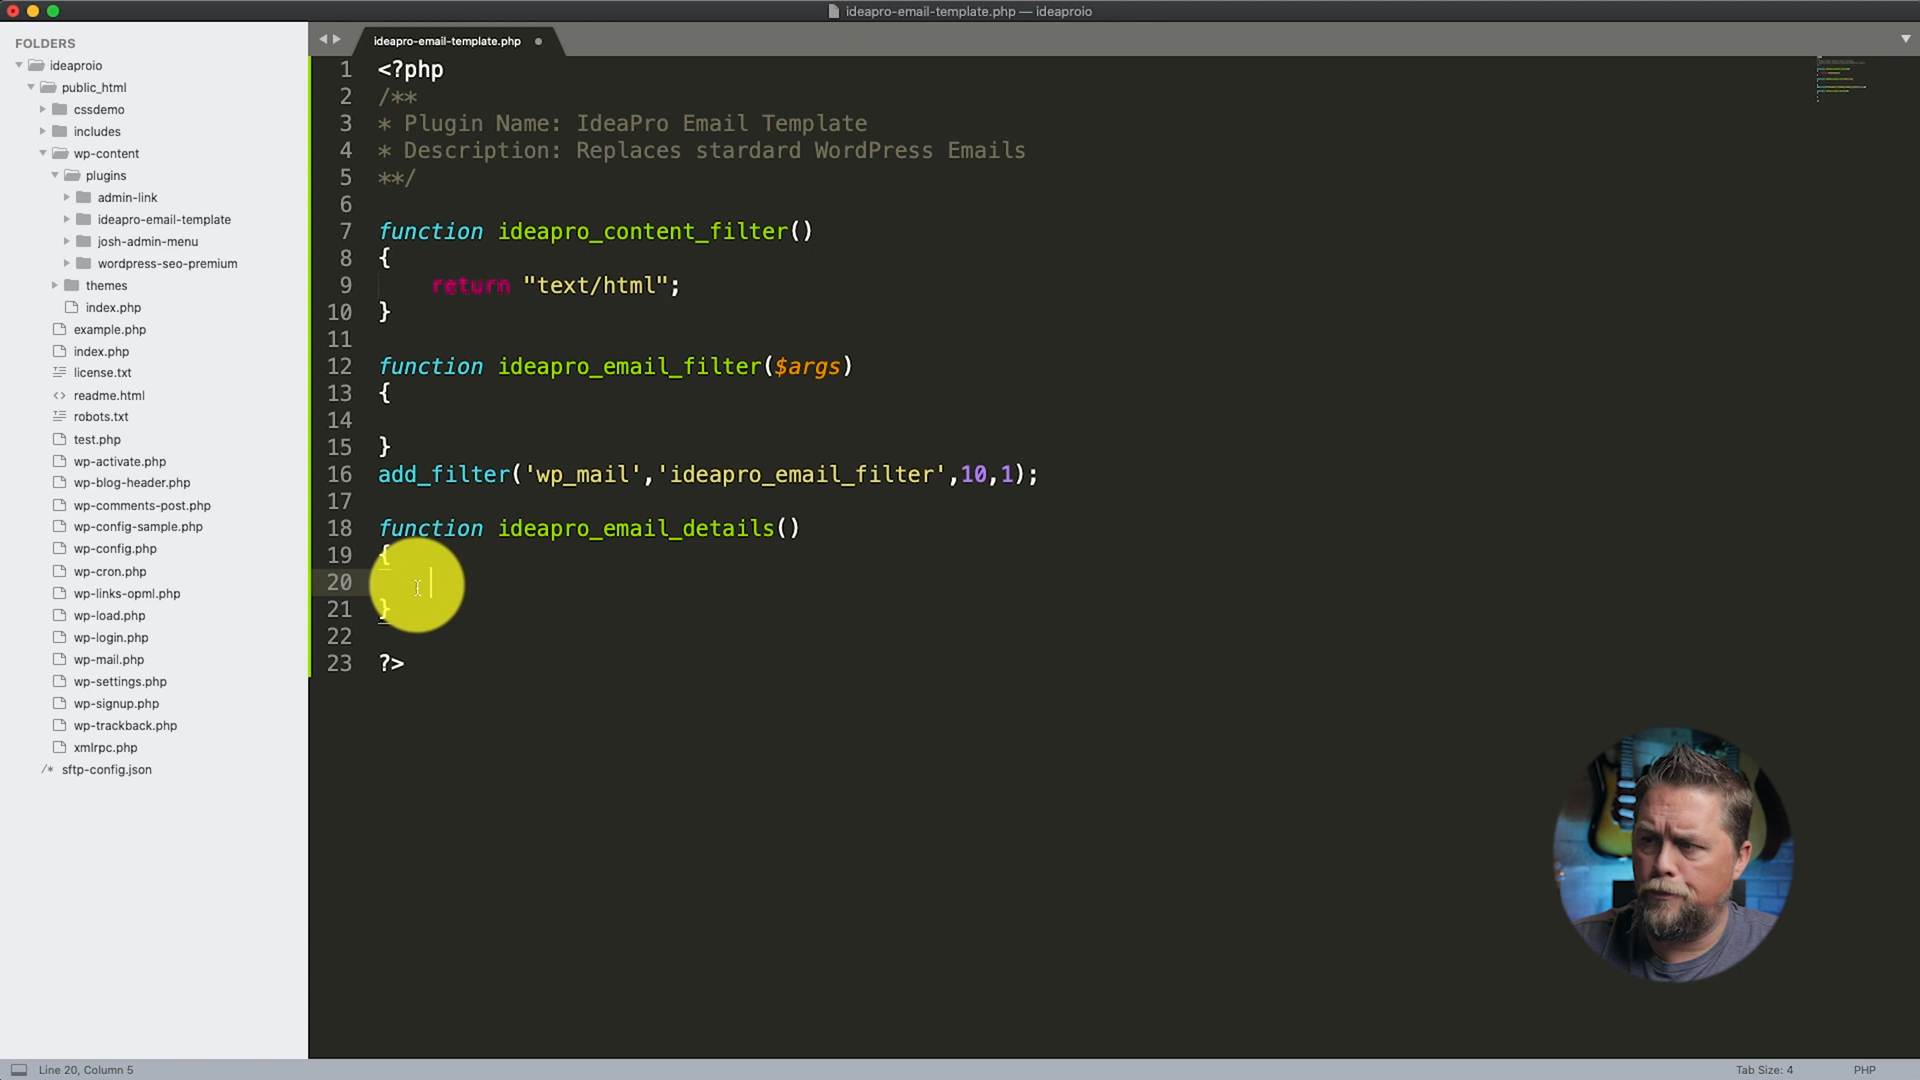 ideapro-email-template.php — ideaproio
FOLDERS
ideaproio
public_html
cssdemo
includes
wp-content
plugins
admin-link
ideapro-email-template
josh-admin-menu
wordpress-seo-premium
themes
index.php
example.php
index.php
license.txt
<> readme.html
robots.txt
test.php
wp-activate.php
wp-blog-header.php
wp-comments-post.php
wp-config-sample.php
wp-config.php
wp-cron.php
wp-links-opml.php
wp-load.php
wp-login.php
wp-mail.php
wp-settings.php
wp-signup.php
wp-trackback.php
xmlrpc.php
/* sftp-config.json
ideapro-email-template.php
1 <?php
2 /**
3 * Plugin Name: IdeaPro Email Template
4 * Description: Replaces stardard WordPress Emails
5 **/
6
7 function ideapro_content_filter()
8 {
9 return "text/html";
10 }
11
12 function ideapro_email_filter($args)
13 {
14
15 }
16 add_filter('wp_mail','ideapro_email_filter',10,1);
17
18 function ideapro_email_details()
19 {
20
21 }
22
23 ?>
Line 20, Column 5
Tab Size: 4
PHP